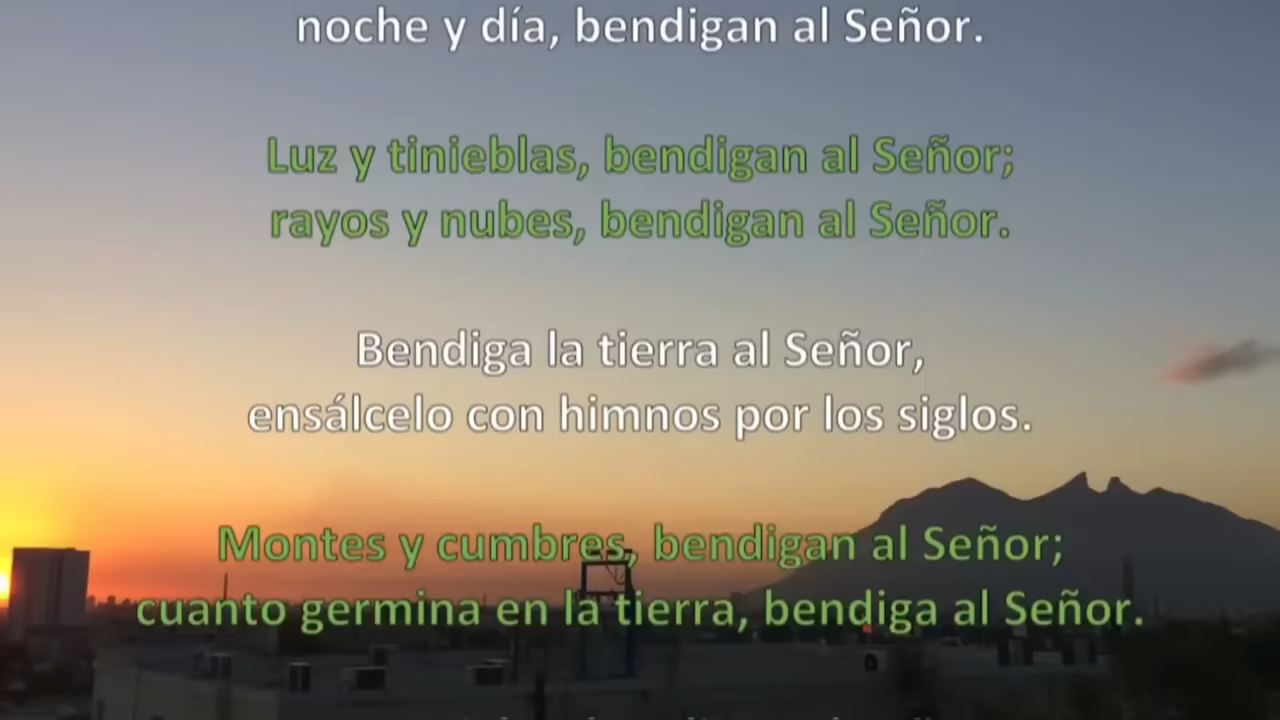 noche y día, bendigan al Señor.
Luz y tinieblas, bendigan al Señor;
rayos y nubes, bendigan al Señor.
Bendiga la tierra al Señor,
ensálcelo con himnos por los siglos.
Montes y cumbres, bendigan al Señor;
cuanto germina en la tierra, bendiga al Señor.